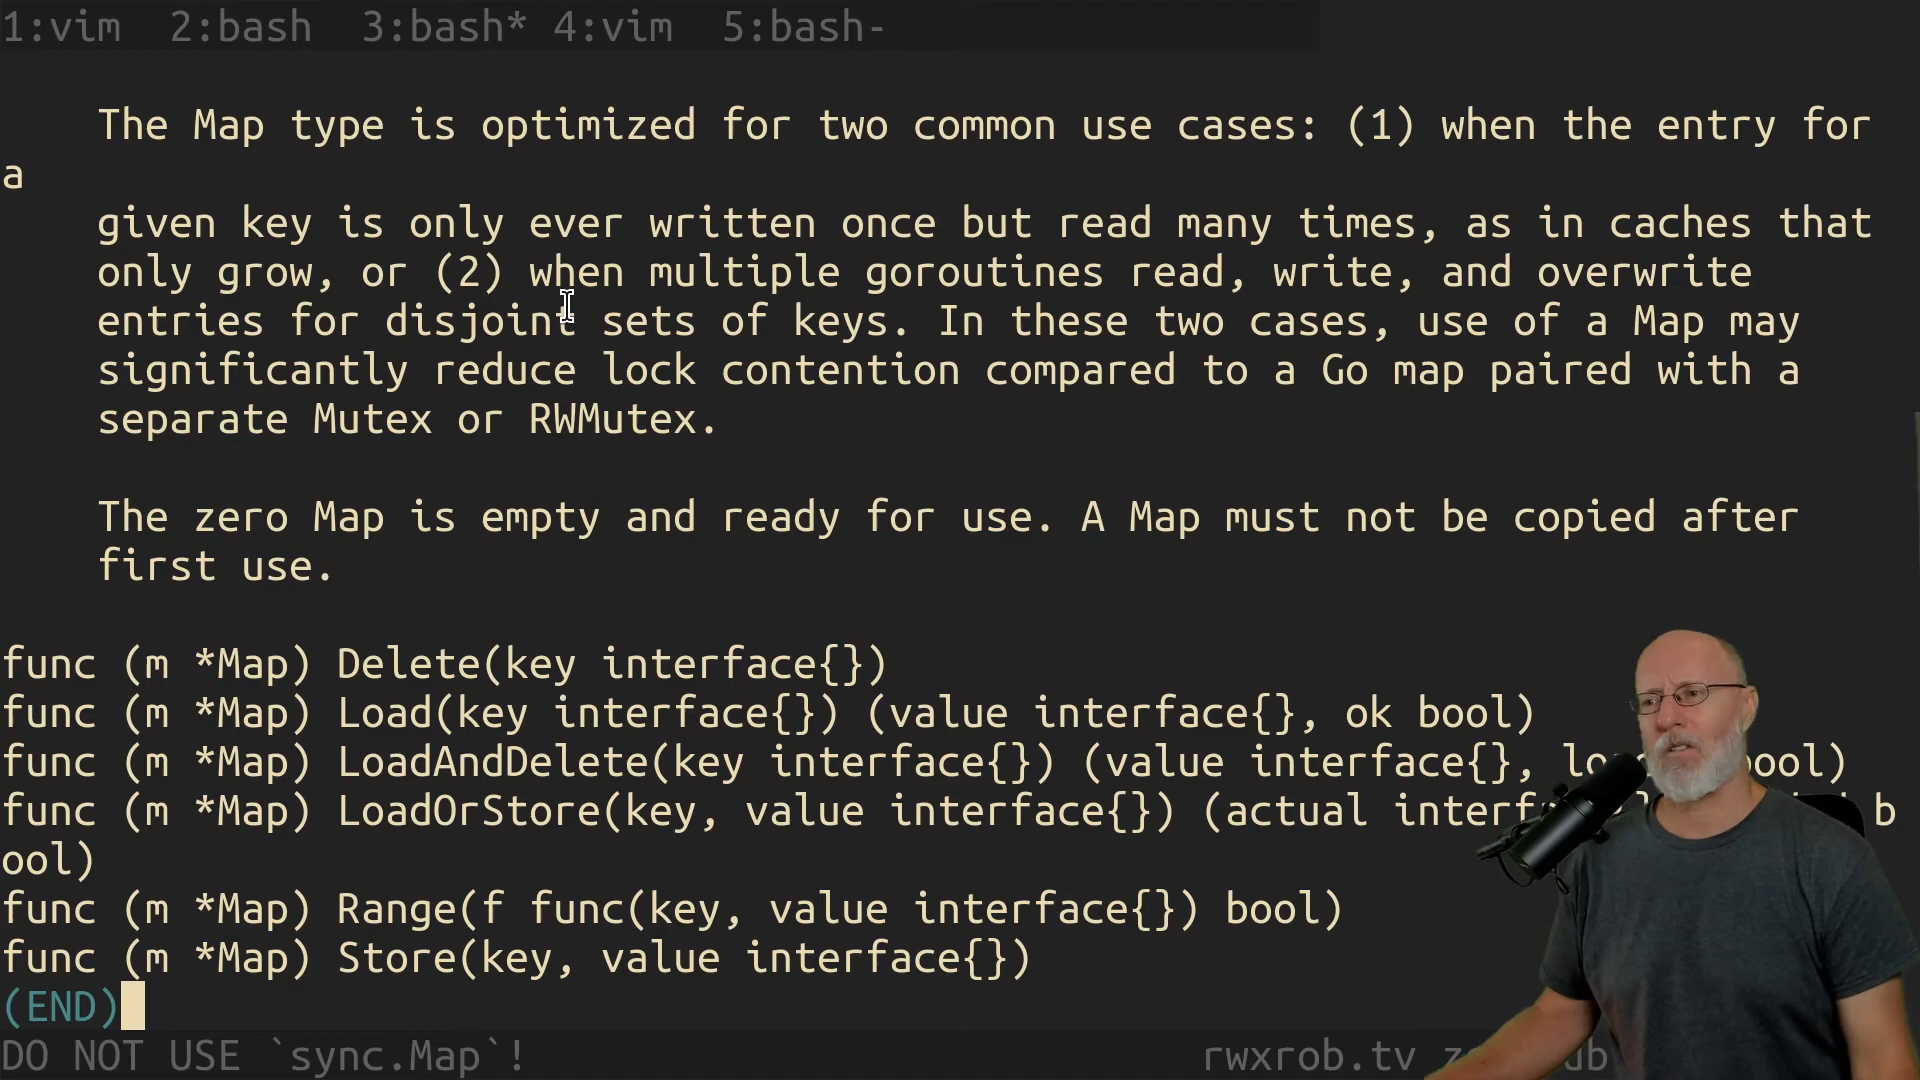 1:vim 2:bash 3:bash* 4:vim 5:bash-
The Map type is optimized for two common use cases: (1) when the entry for
a
given key is only ever written once but read many times, as in caches that
only grow, or (2) when multiple goroutines read, write, and overwrite
entries for disjoint sets of keys. In these two cases, use of a Map may
significantly reduce lock contention compared to a Go map paired with a
separate Mutex or RWMutex.
The zero Map is empty and ready for use. A Map must not be copied after
first use.
func (m *Map) Delete(key interface{})
func (m *Map) Load(key interface{}) (value interface{}, ok bool)
func (m *Map) LoadAndDelete(key interface{}) (value interface{}, bool)
func (m *Map) LoadOrStore(key, value interface{}) (actual b
ool)
func (m *Map) Range(f func(key, value interface{}) bool)
func (m *Map) Store(key, value interface{})
(END)
DO NOT USE `sync.Map`! rwxrob.tv